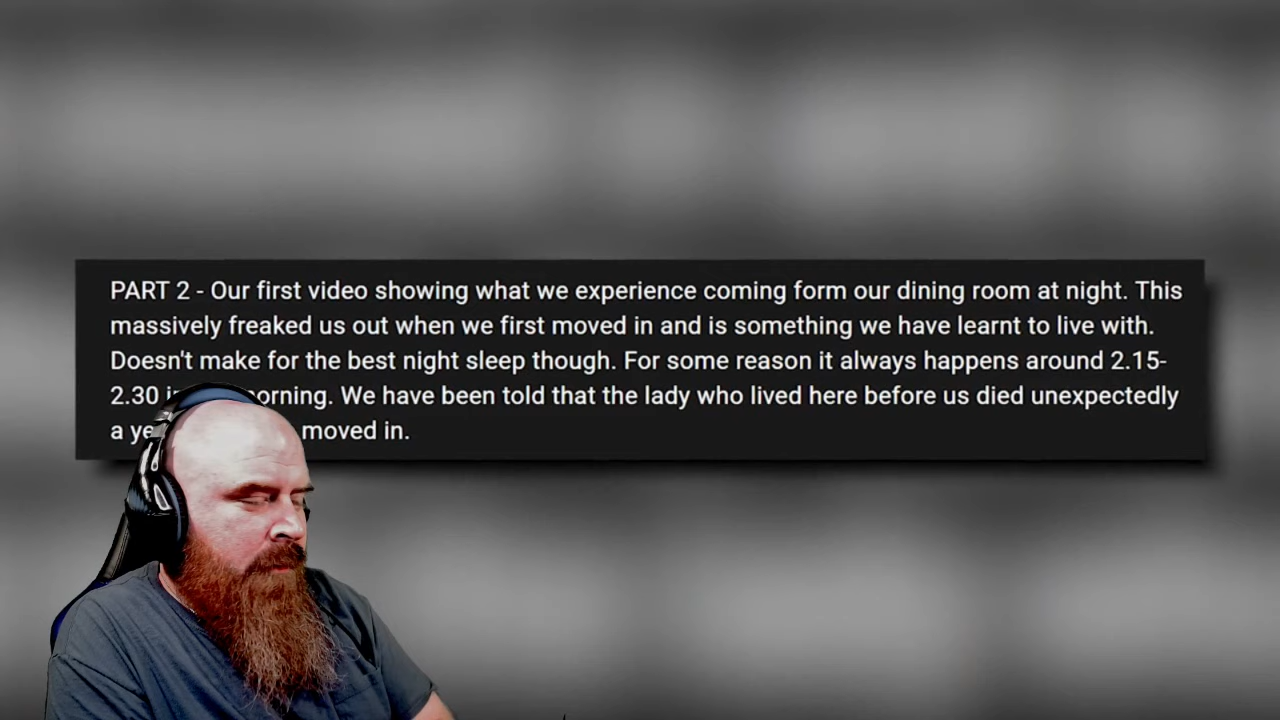 PART 2 - Our first video showing what we experience coming form our dining room at night. This
massively freaked us out when we first moved in and is something we have learnt to live with.
Doesn't make for the best night sleep though. For some reason it always happens around 2.15-
2.30 We have been told that the lady who lived here before us died unexpectedly
a moved in.